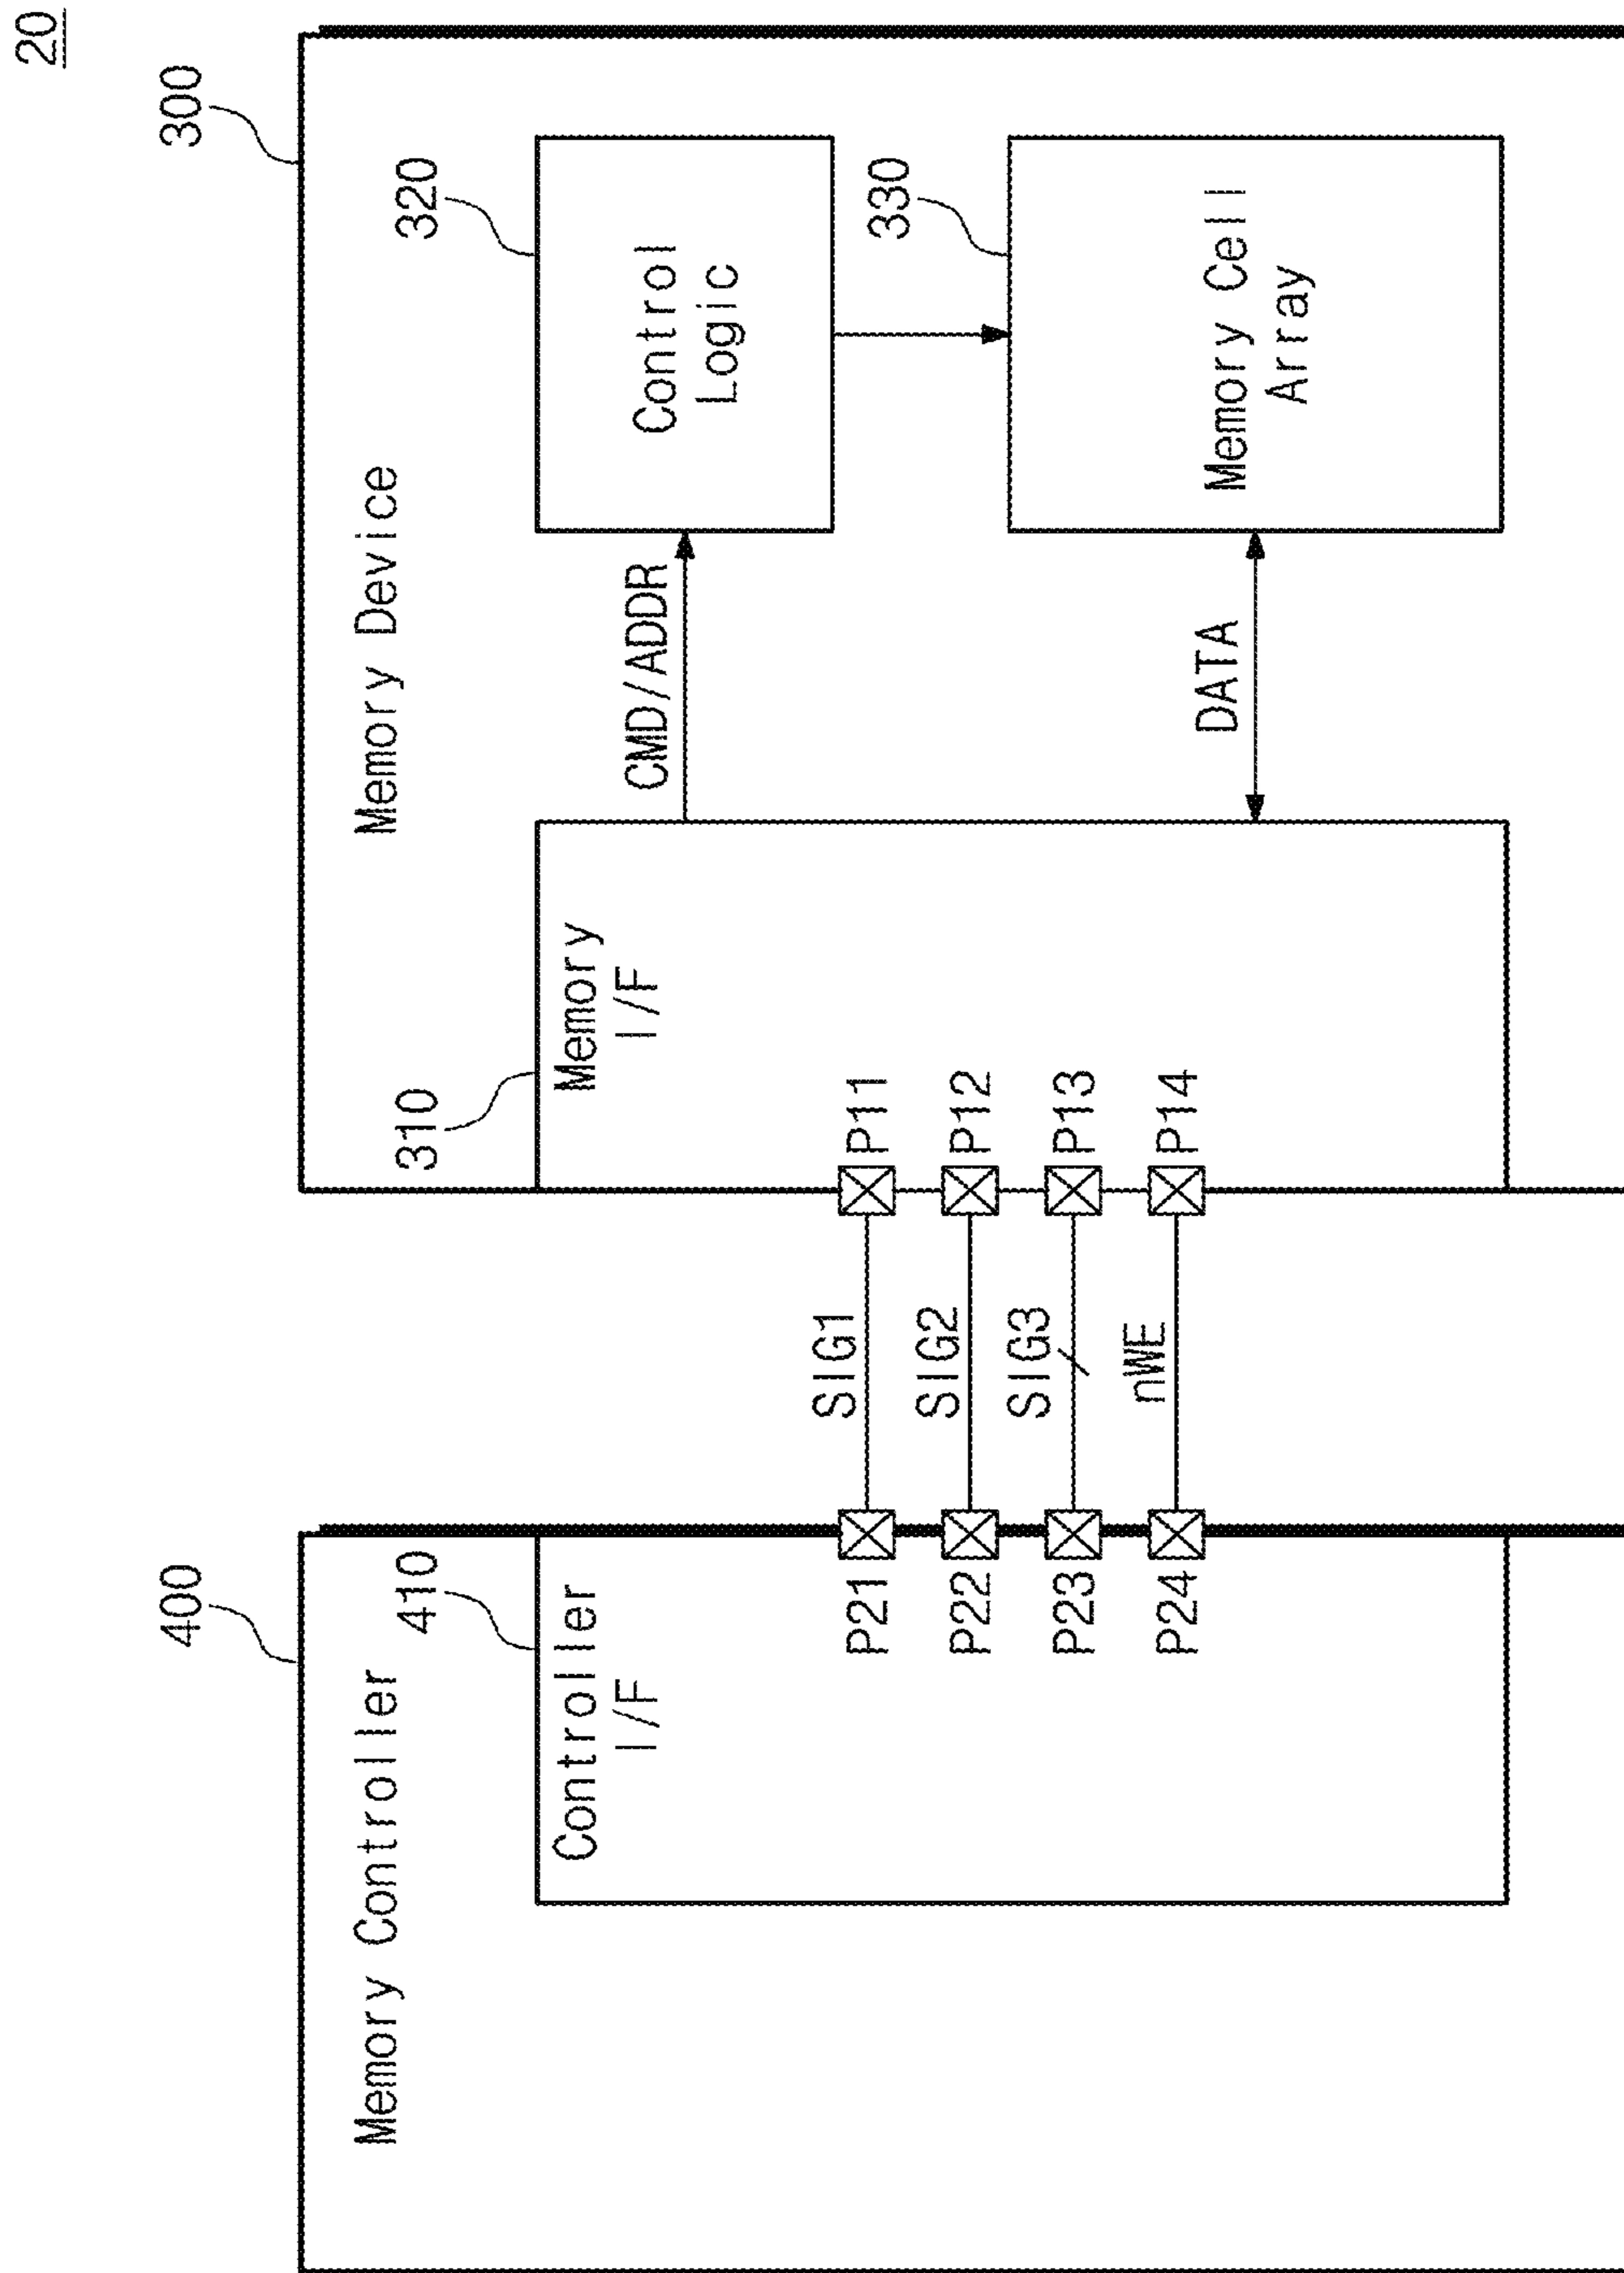 20
400
300
Memory Controller
Memory Device
410
310
320
Controller
I/F
Memory
I/F
CMD/ADDR
Control
Logic
P21
SIG1
P11
P22
SIG2
P12
330
P23
SIG3
P13
P24
nWE
P14
DATA
Memory Cell
Array